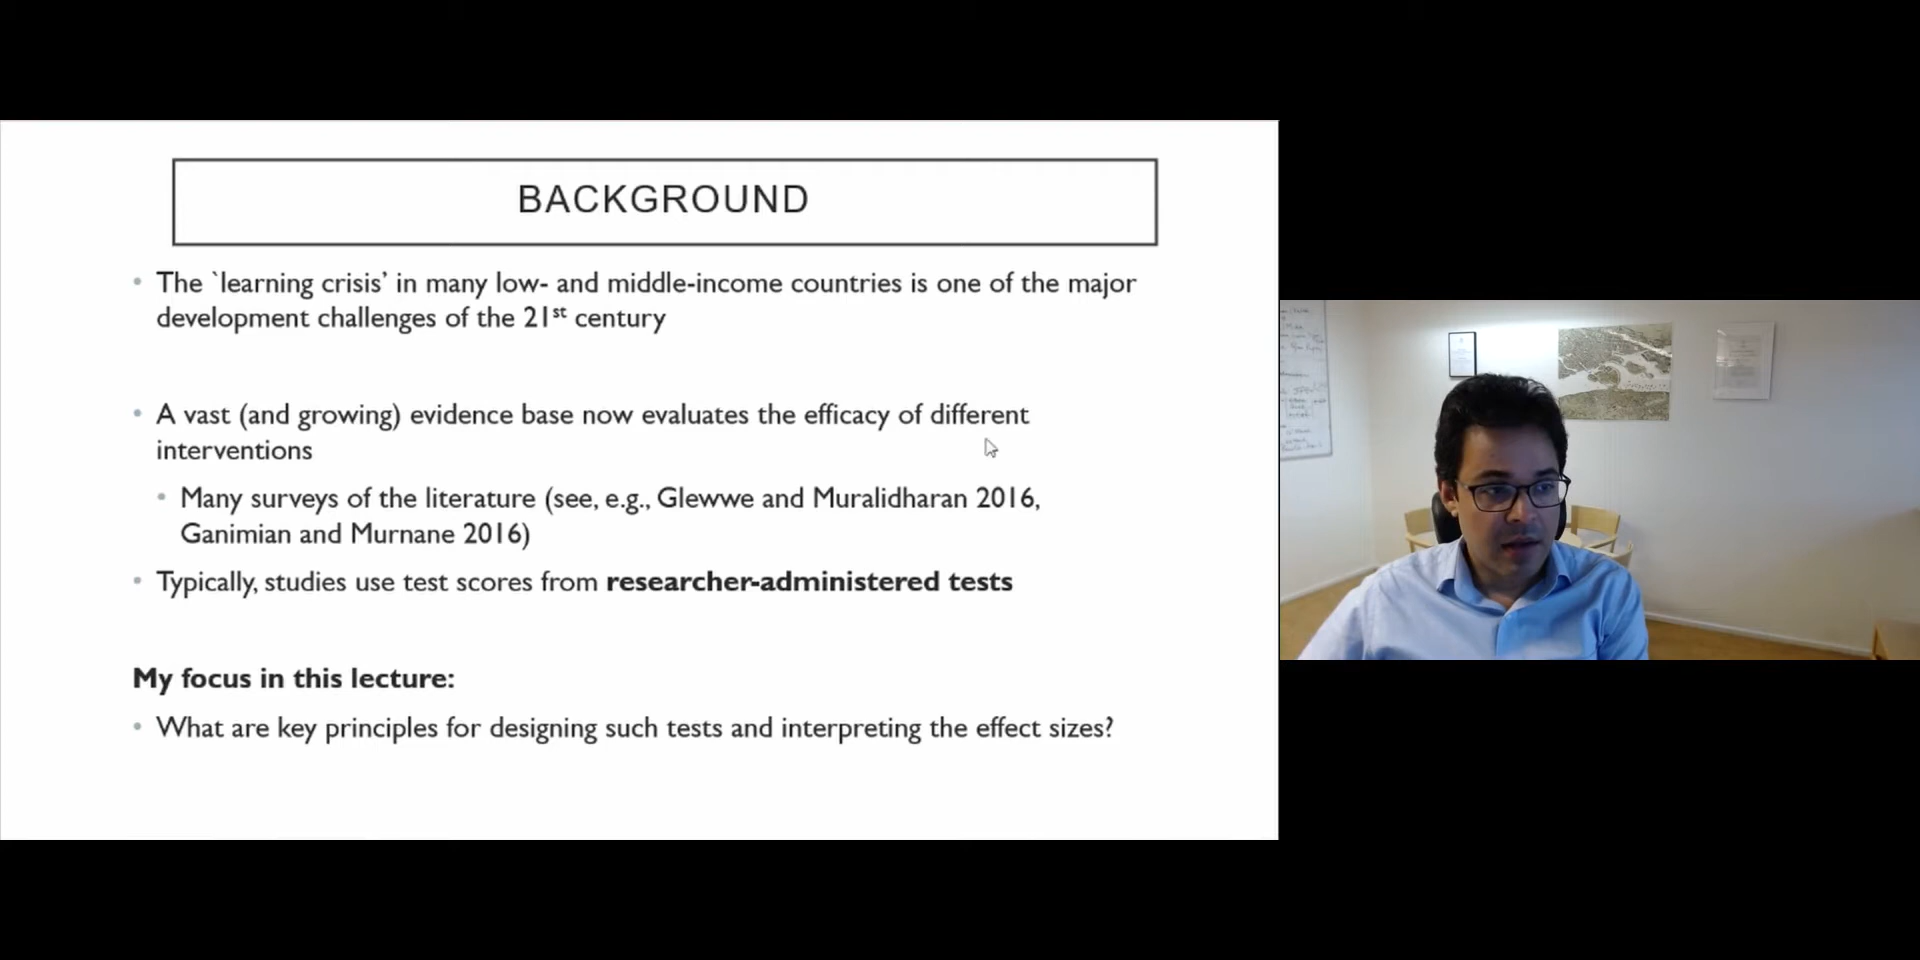 BACKGROUND
• The `learning crisis’ in many low- and middle-income countries is one of the major
development challenges of the 21st century
• A vast (and growing) evidence base now evaluates the efficacy of different
interventions
• Many surveys of the literature (see, e.g., Glewwe and Muralidharan 2016,
Ganimian and Murnane 2016)
• Typically, studies use test scores from researcher-administered tests
My focus in this lecture:
• What are key principles for designing such tests and interpreting the effect sizes?